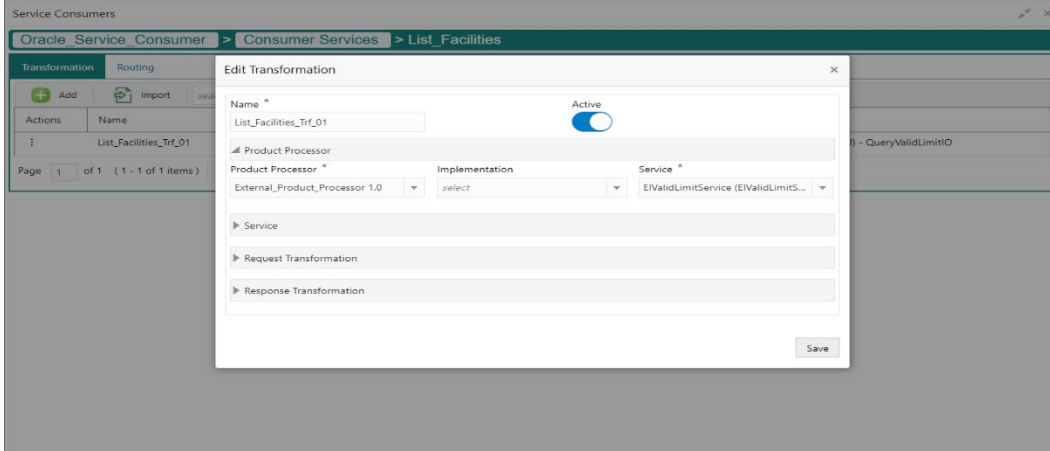 Service Consumers
Oracle_Service_Consumer > Consumer Services > List_Facilities
Transformation Routing
Add Import
Actions Name
List_Facilities_Trf_01 - QueryValidLimitIO
Page 1 of 1 (1 - 1 of 1 items)
Edit Transformation ×
Name * Active
List_Facilities_Trf_01
Product Processor
Product Processor * Implementation Service *
External_Product_Processor 1.0 select EIValidLimitService (EIValidLimitS...
Service
Request Transformation
Response Transformation
Save